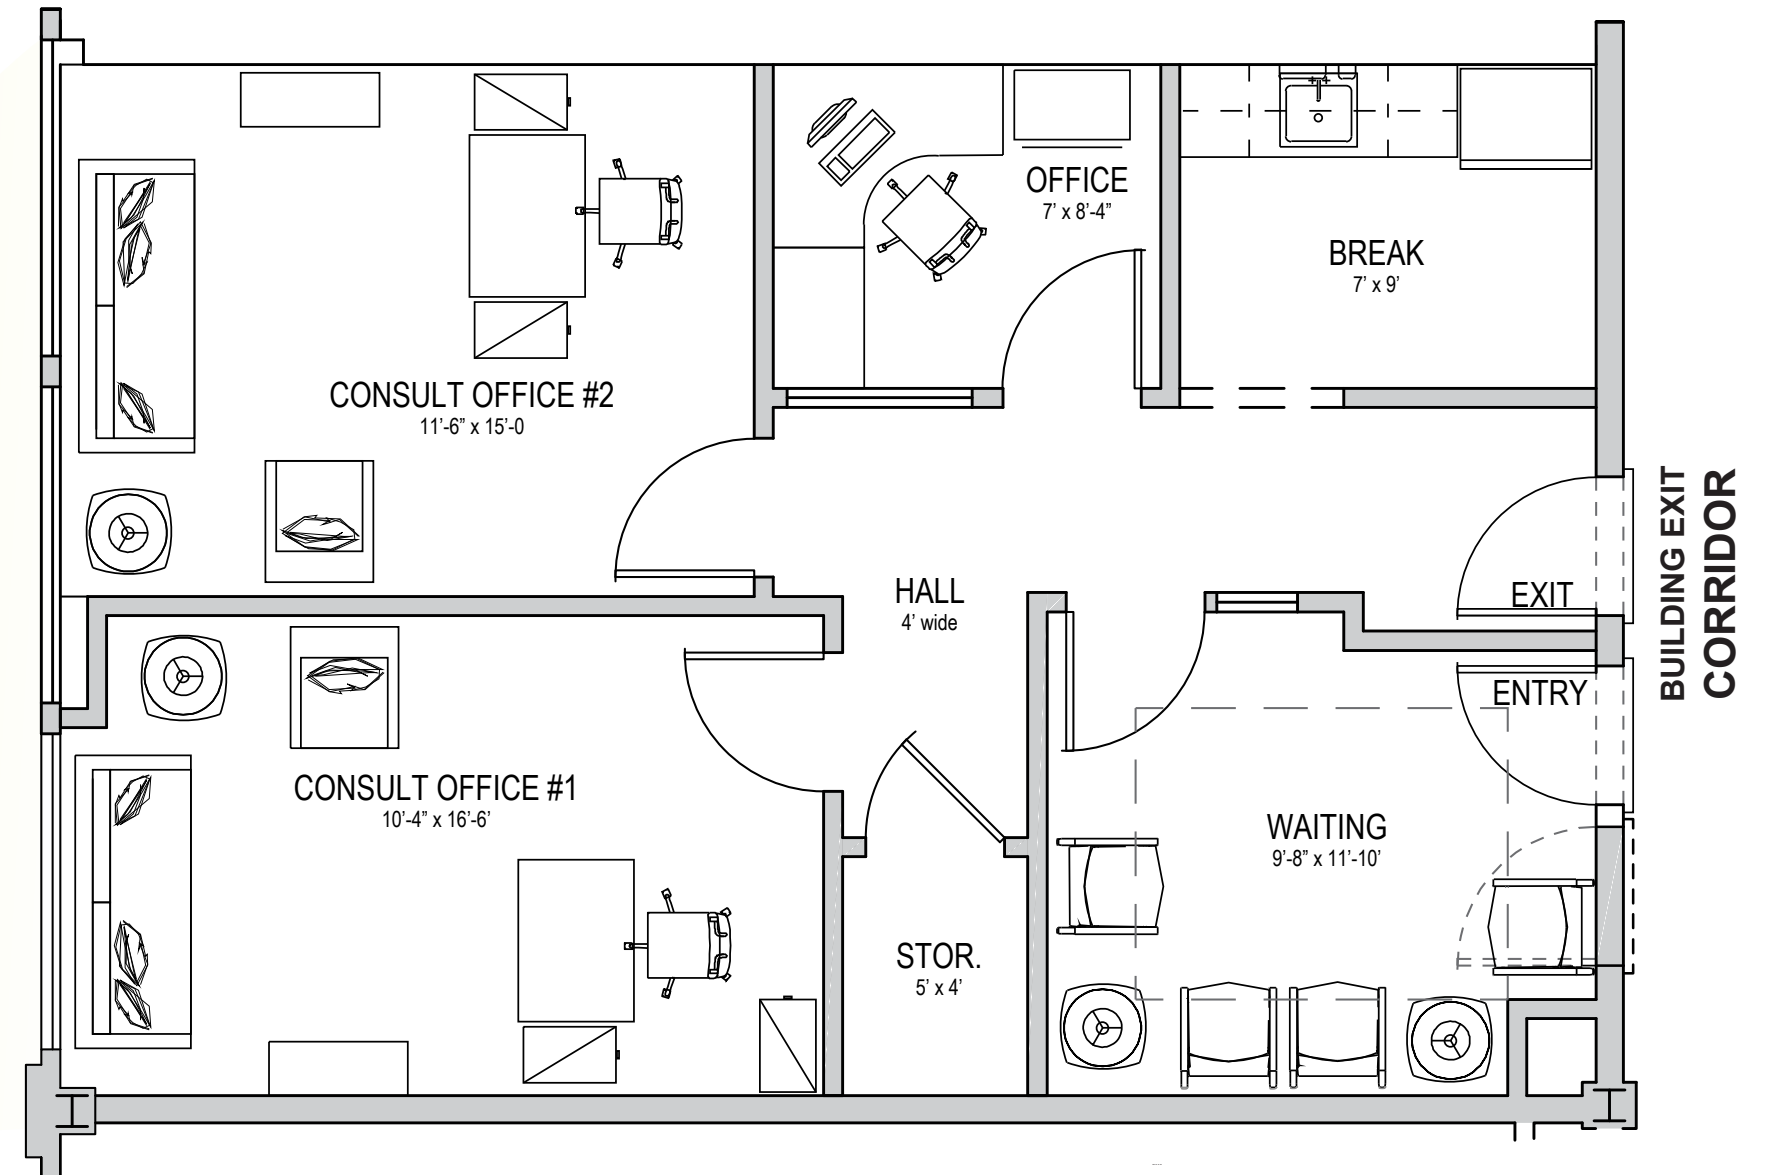 OFFICE
7’ x 8’-4”
BREAK
7’ x 9’
CONSULT OFFICE #2
11’-6” x 15’-0
HALL
4’ wide
EXIT
BUILDING EXIT
CORRIDOR
ENTRY
CONSULT OFFICE #1
10’-4” x 16’-6’
WAITING
9’-8” x 11’-10’
STOR.
5’ x 4’